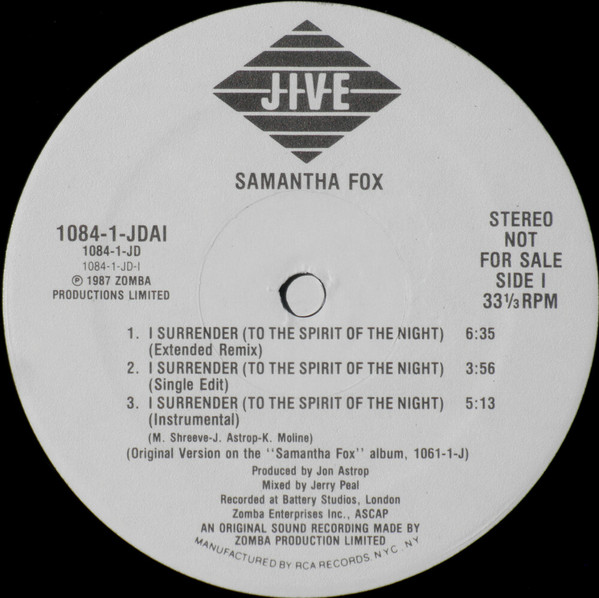 JIVE
SAMANTHA FOX
1084-1-JDAI
1084-1-JD
1084-1-JD-I
℗ 1987 ZOMBA
PRODUCTIONS LIMITED
STEREO
NOT
FOR SALE
SIDE I
33⅓ RPM
1. I SURRENDER (TO THE SPIRIT OF THE NIGHT) 6:35
(Extended Remix)
2. I SURRENDER (TO THE SPIRIT OF THE NIGHT) 3:56
(Single Edit)
3. I SURRENDER (TO THE SPIRIT OF THE NIGHT) 5:13
(Instrumental)
(M. Shreeve-J. Astrop-K. Moline)
(Original Version on the "Samantha Fox" album, 1061-1-J)
Produced by Jon Astrop
Mixed by Jerry Peal
Recorded at Battery Studios, London
Zomba Enterprises Inc., ASCAP
AN ORIGINAL SOUND RECORDING MADE BY
ZOMBA PRODUCTION LIMITED
MANUFACTURED BY RCA RECORDS, N.Y.C., N.Y.